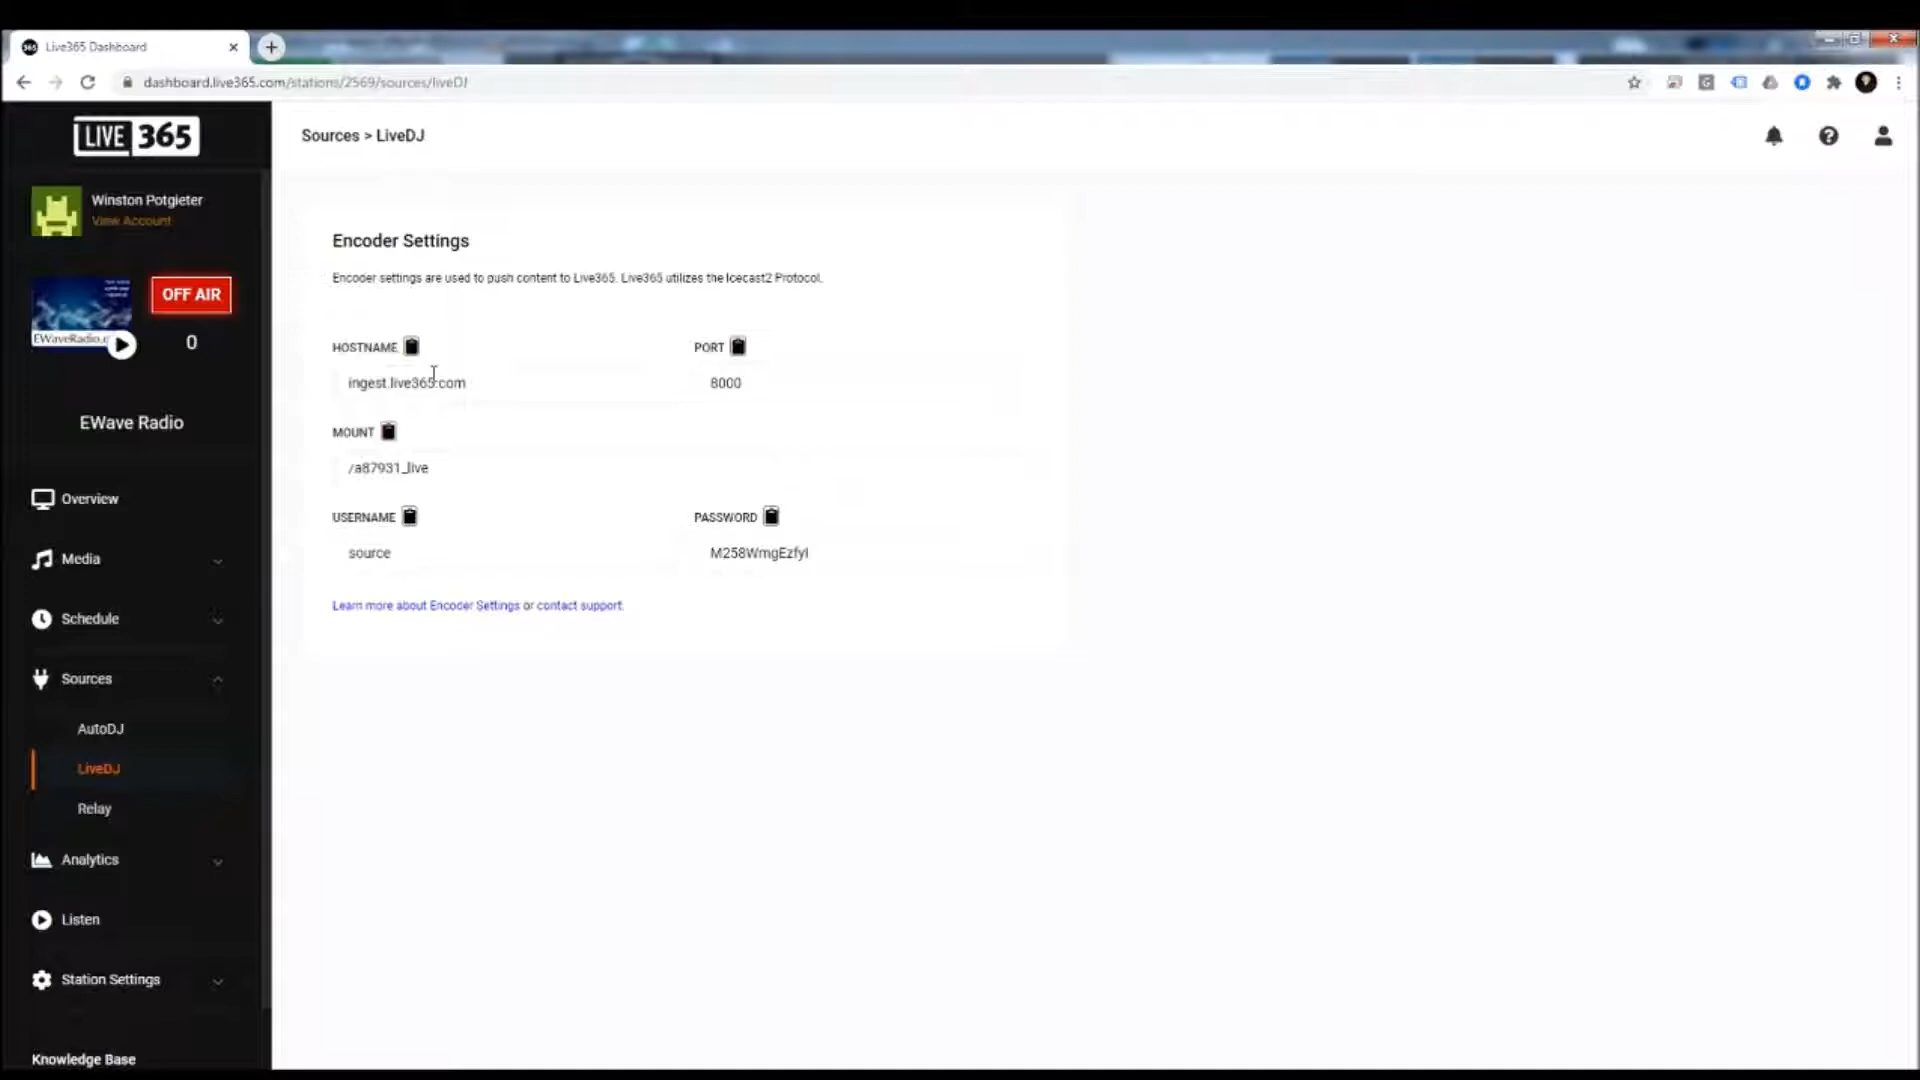 Live365 Dashboard
dashboard.live365.com/stations/2569/sources/liveDJ
LIVE 365
Sources > LiveDJ
Winston Potgieter
View Account
OFF AIR
0
EWave Radio
Overview
Media
Schedule
Sources
AutoDJ
LiveDJ
Relay
Analytics
Listen
Station Settings
Knowledge Base
Encoder Settings
Encoder settings are used to push content to Live365. Live365 utilizes the Icecast2 Protocol.
HOSTNAME PORT
ingest.live365.com 8000
MOUNT
/a87931_live
USERNAME PASSWORD
source M258WmgEzfyI
Learn more about Encoder Settings or contact support.